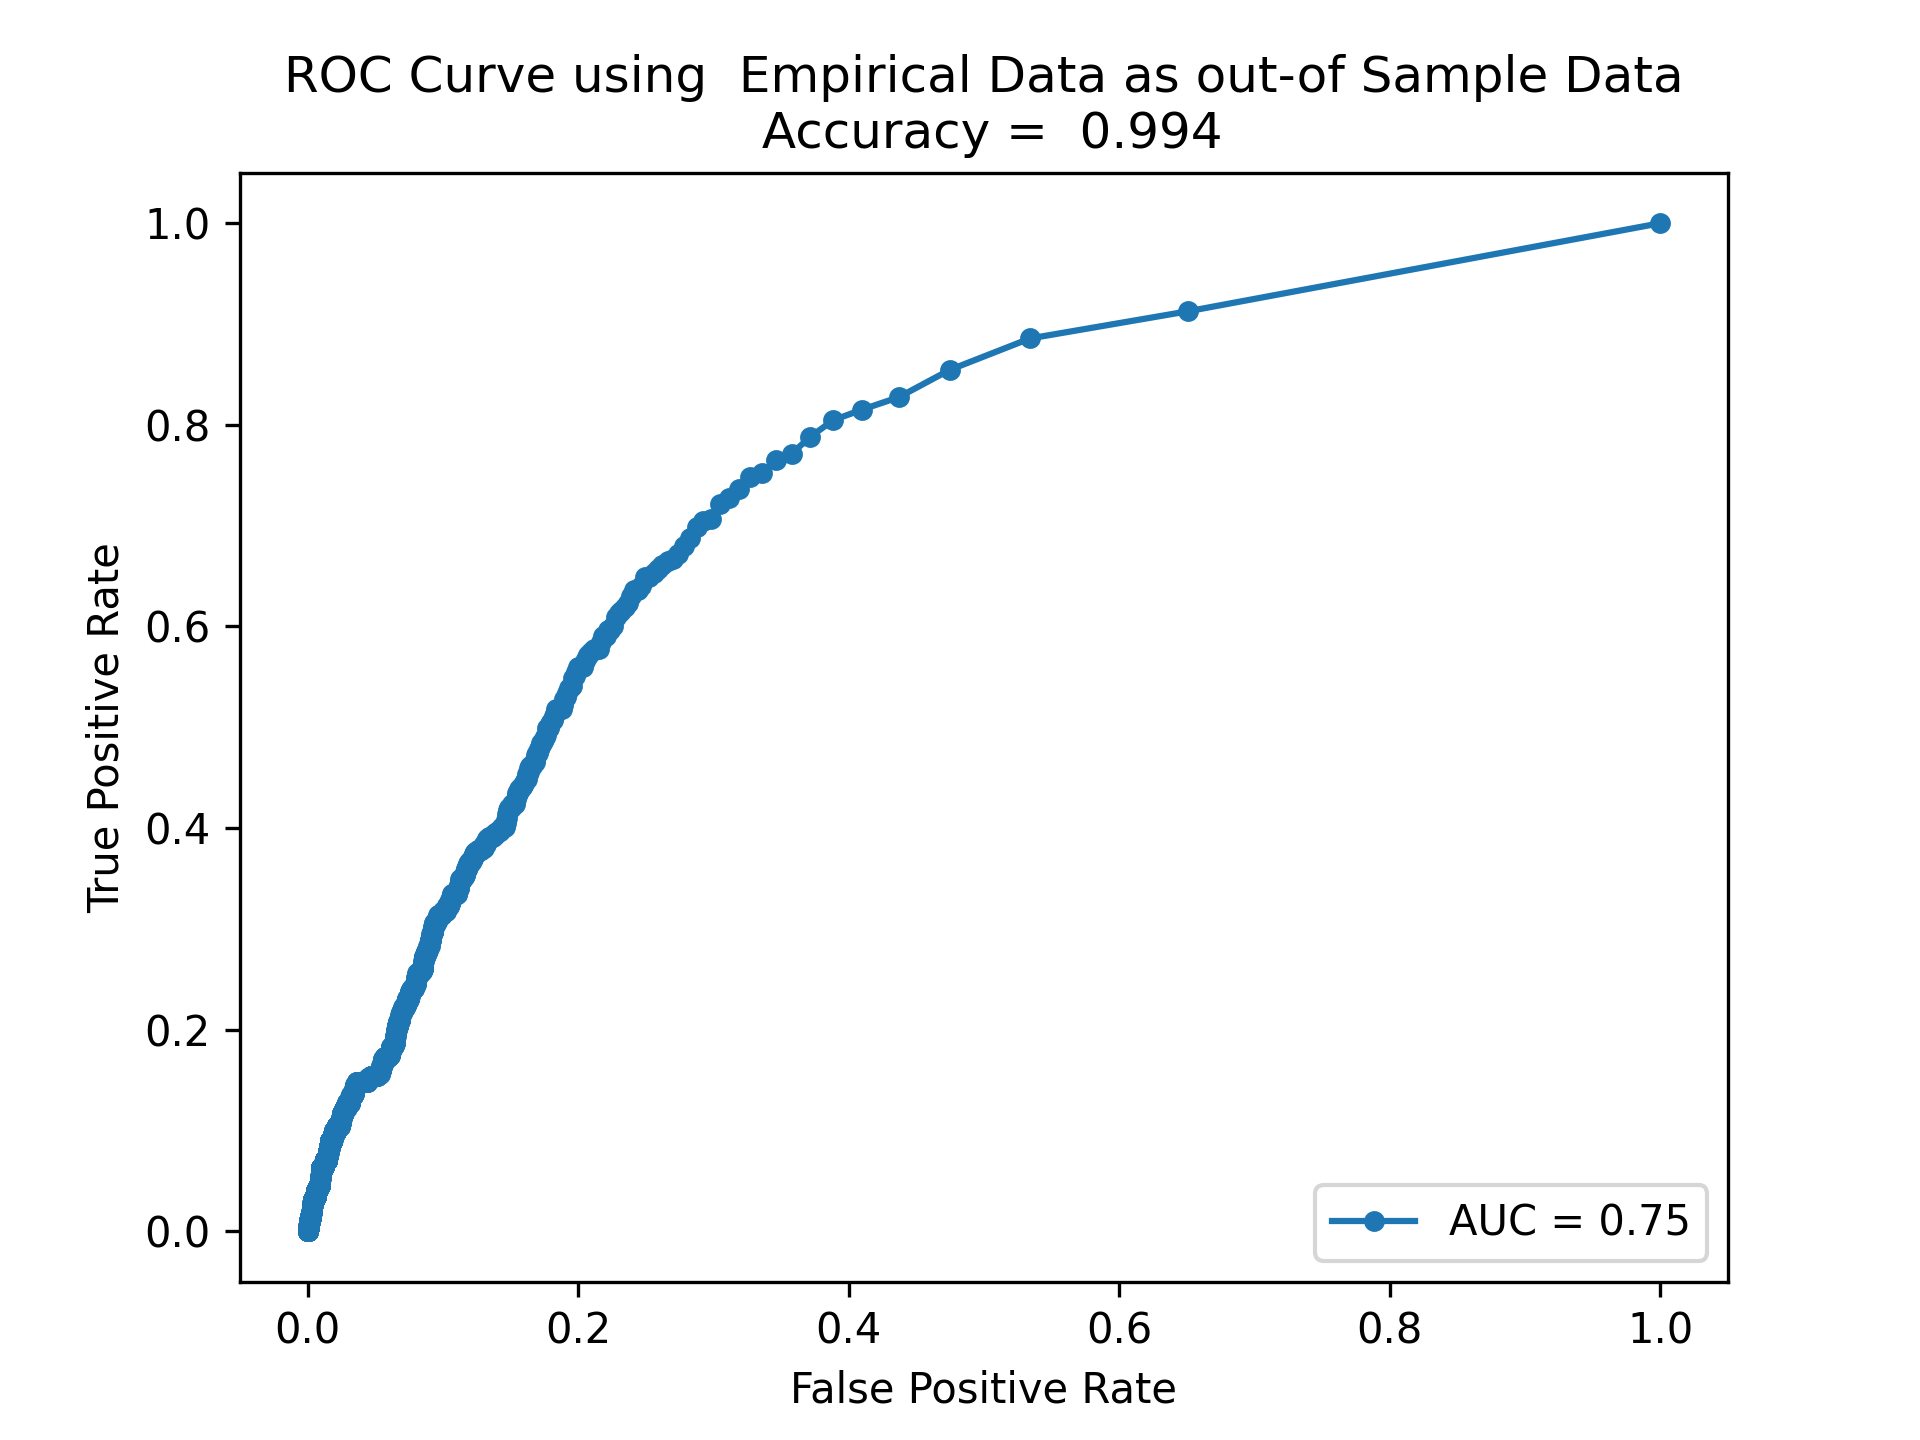 ROC Curve using  Empirical Data as out-of Sample Data
Accuracy =  0.994
True Positive Rate
1.0
0.8
0.6
0.4
0.2
0.0
AUC = 0.75
0.0 0.2 0.4 0.6 0.8 1.0
False Positive Rate